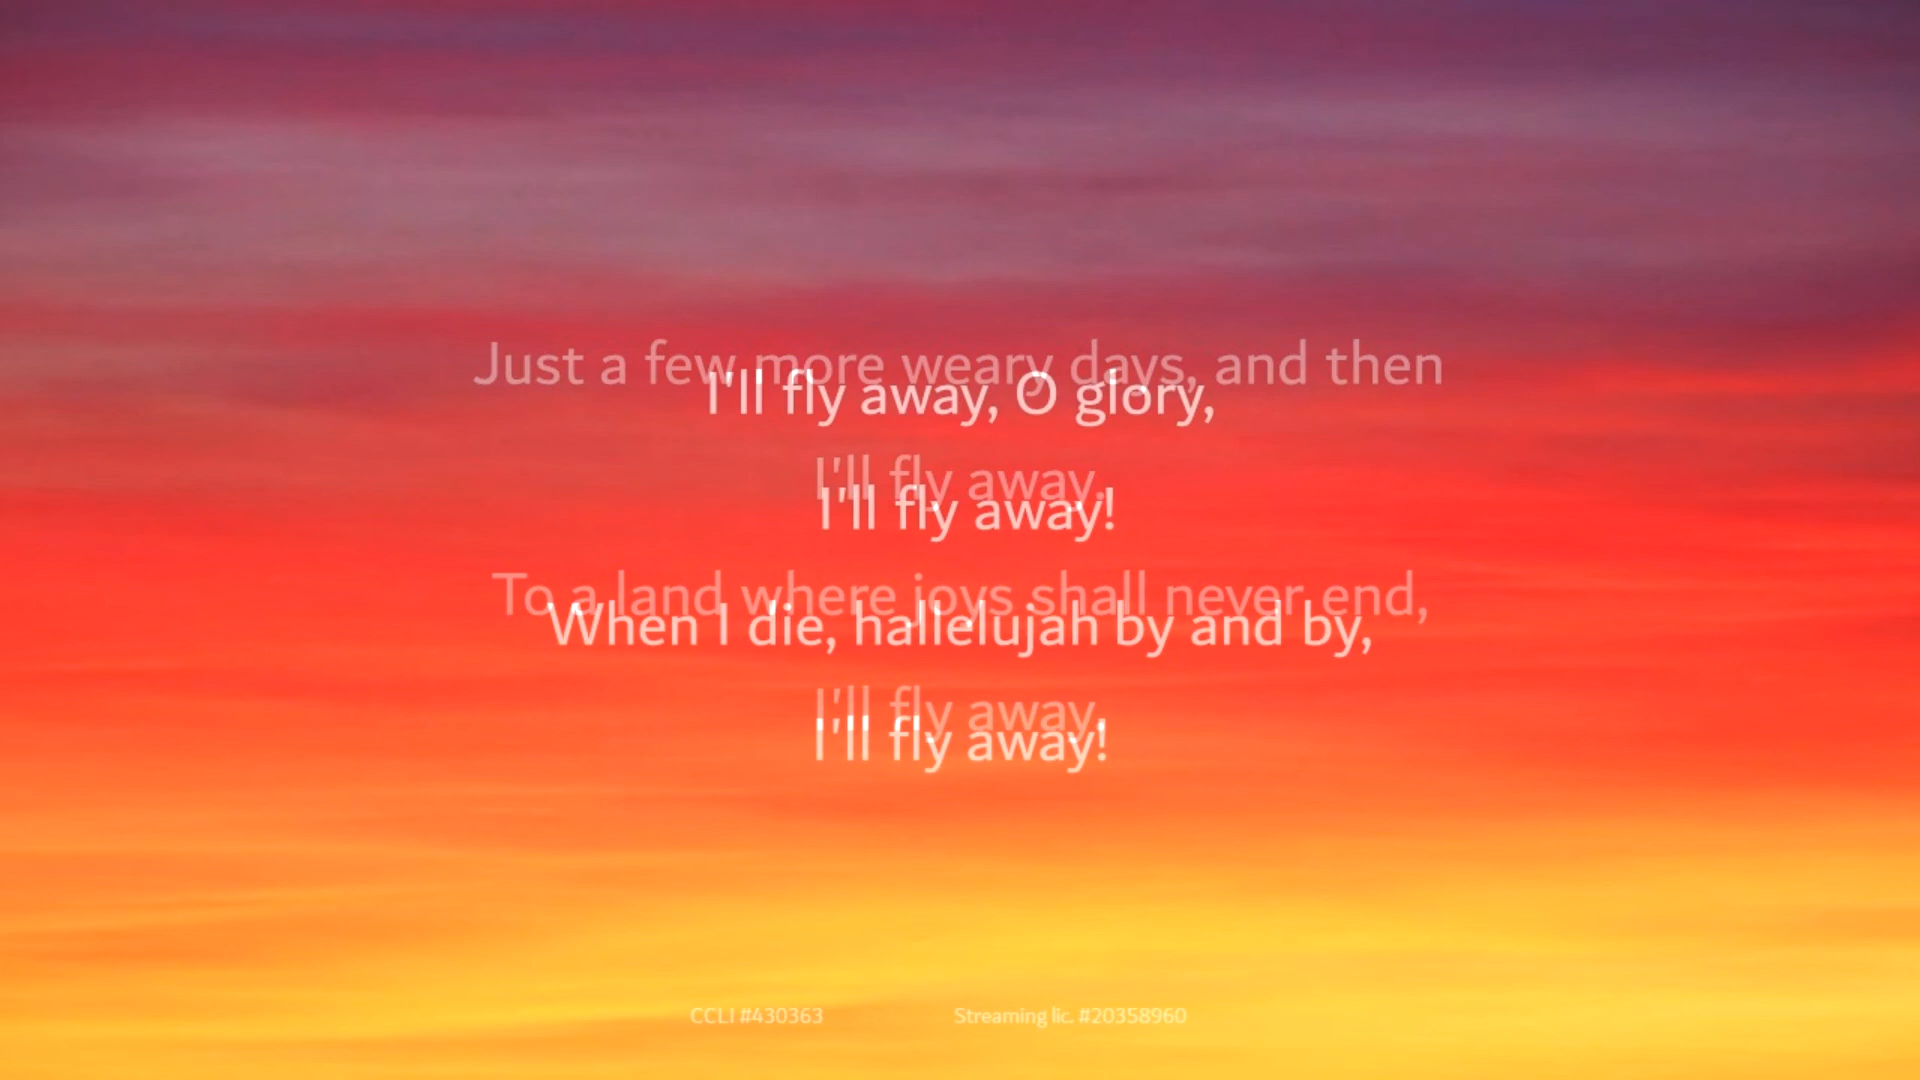 Just a few more weary days, and then
I'll fly away, O glory,
I'll fly away.
I'll fly away!
To a land where joys shall never end,
When I die, hallelujah by and by,
I'll fly away.
I'll fly away!
CCLI #430363 Streaming lic. #20358960